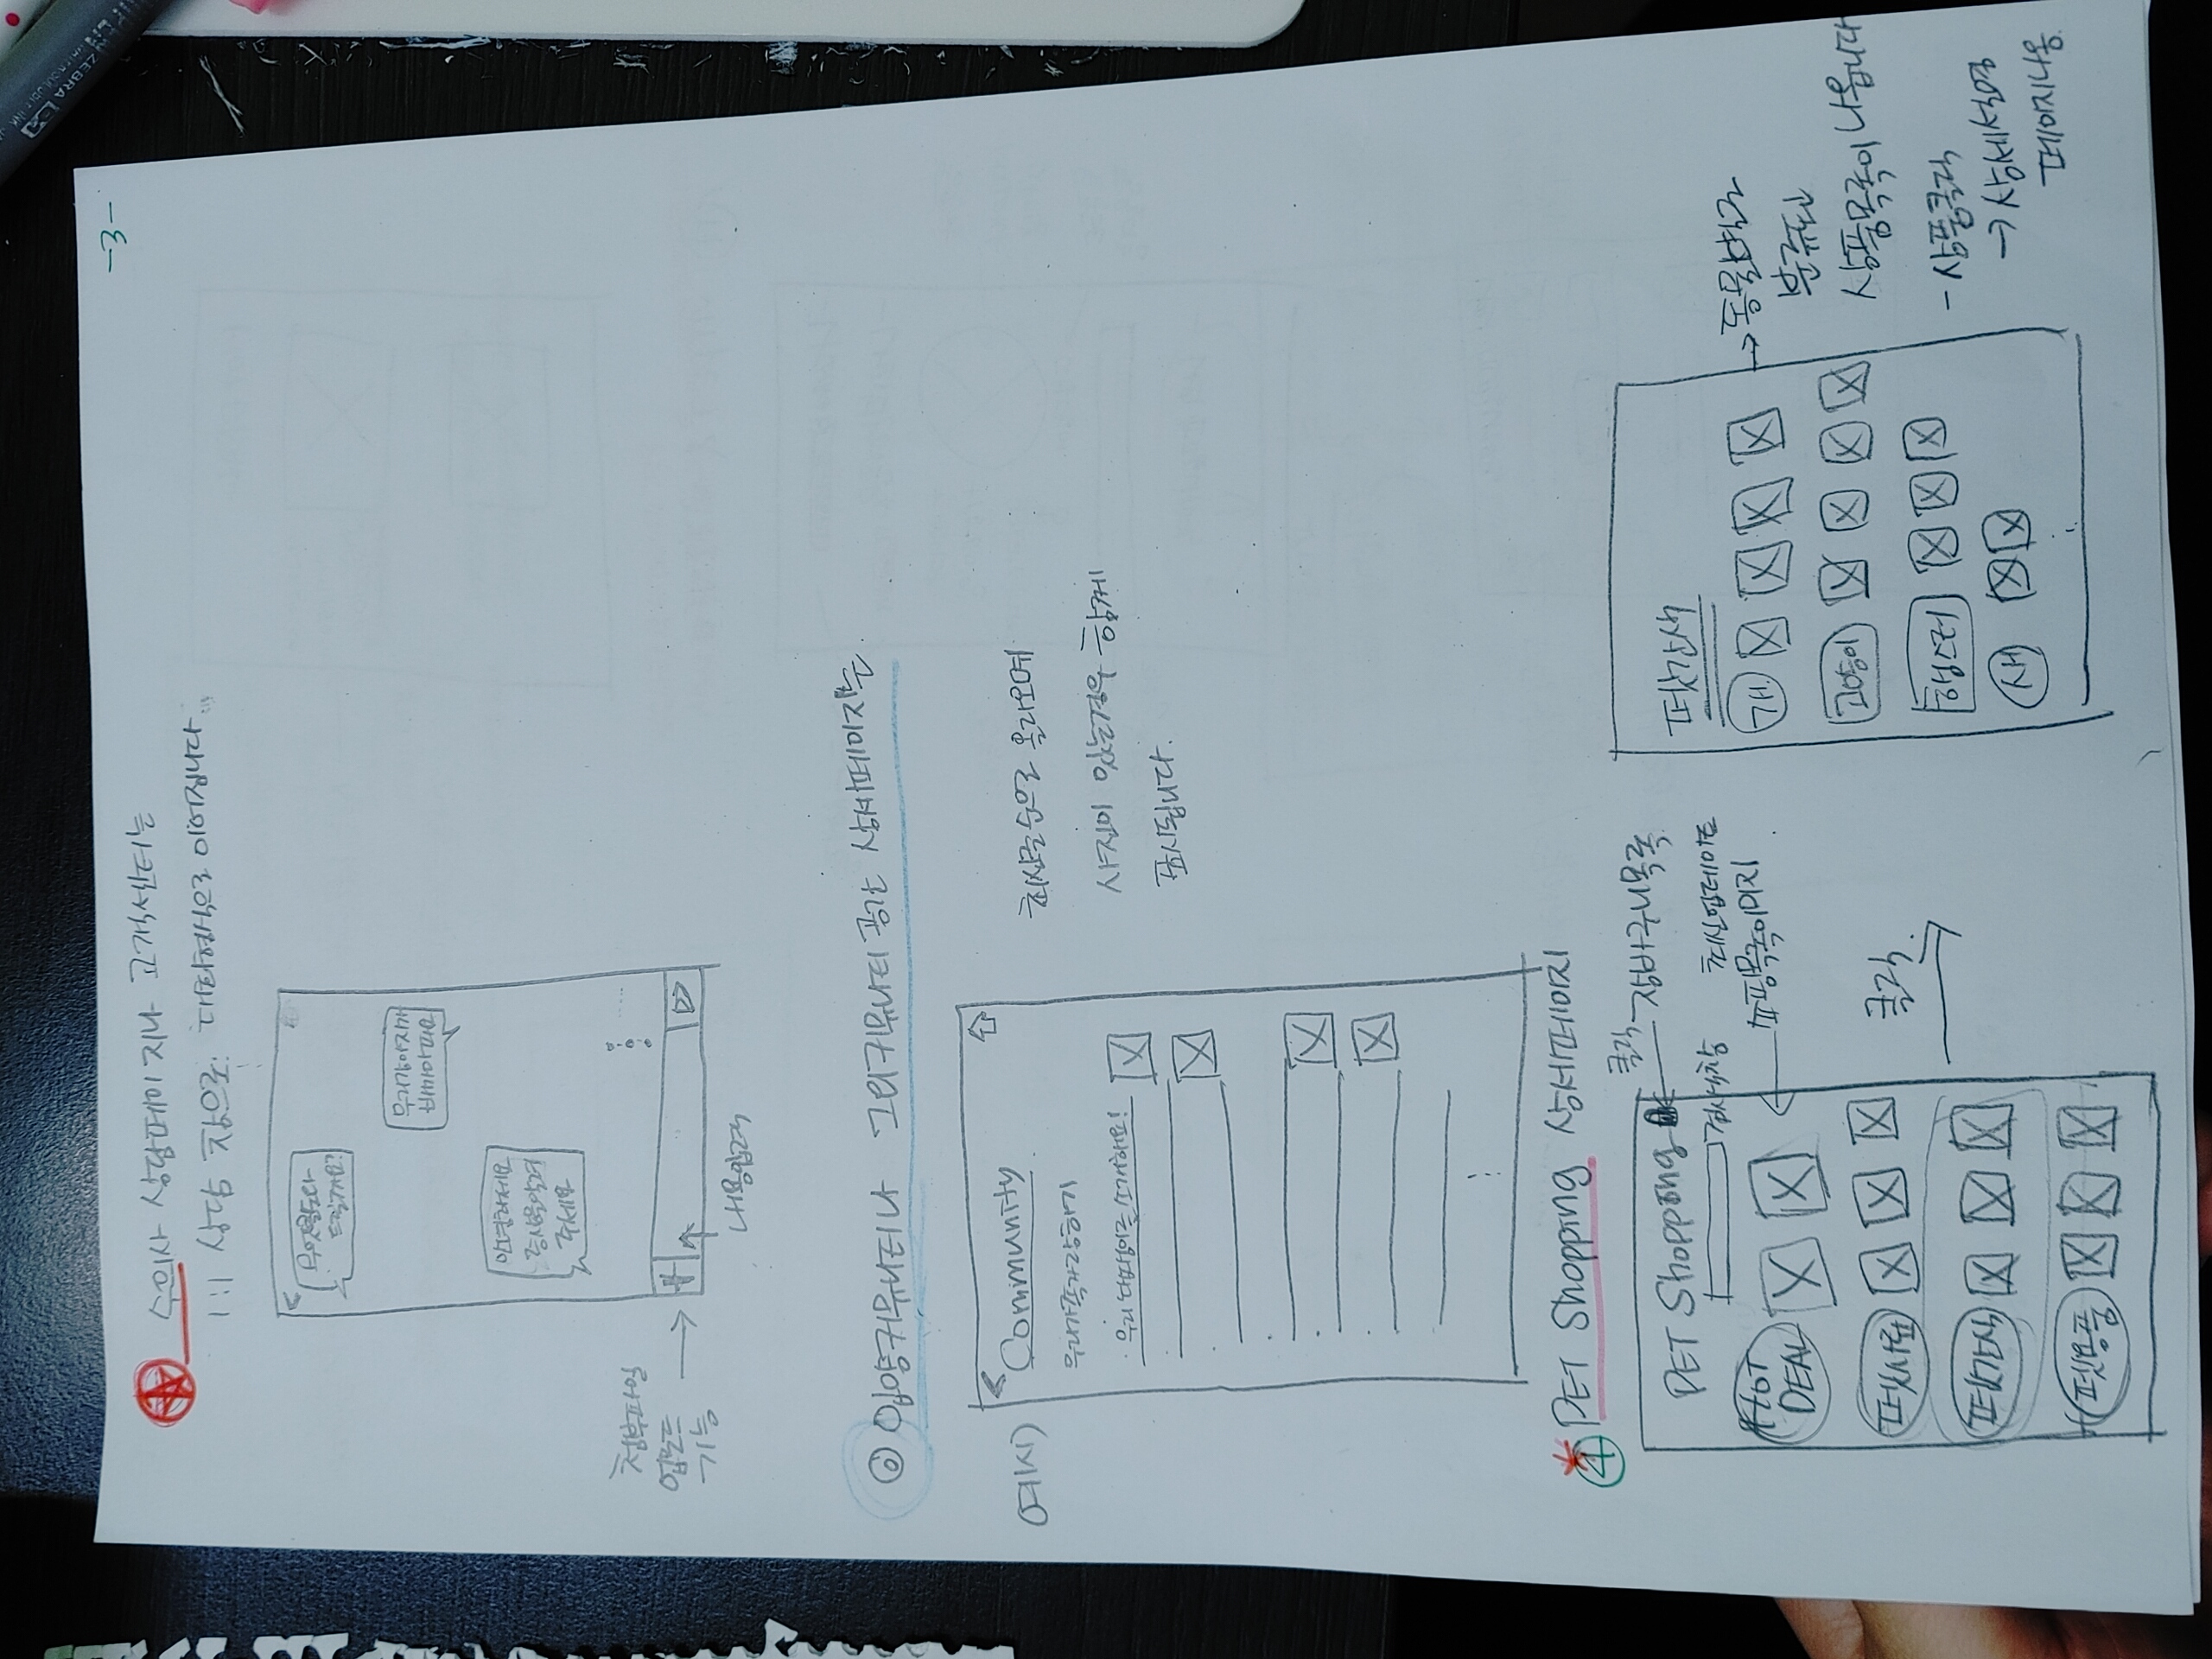 -3-
수의사 상담페이지나 고객센터는
1:1 상담 창으로 대화형식으로 이어집니다.
<
무엇을도와
드릴까요?
우리강아지가
배가아파요
안녕하세요
증상을알려
주세요
첨부파일
업로드
기능
+
내용입력
◎ 입양커뮤니티나 그외커뮤니티 공간 상세페이지는
예시)
<
Community
우리가족자랑하기
· 우리 를 소개해요!
최신글순으로 올라오며
사진이 있는경우 함께
표시됩니다.
④ PET Shopping 상세페이지
PET Shopping
클릭
장바구니목록
검색창
최신업데이트
쇼핑목록이미지
HOT
DEAL
펫사료
펫간식
펫용품
클릭
펫간식
개
고양이
햄스터
새
동물별로
분류되고
상품목록이 나옵니다
- 상품클릭
→ 상세설명
페이지나옴